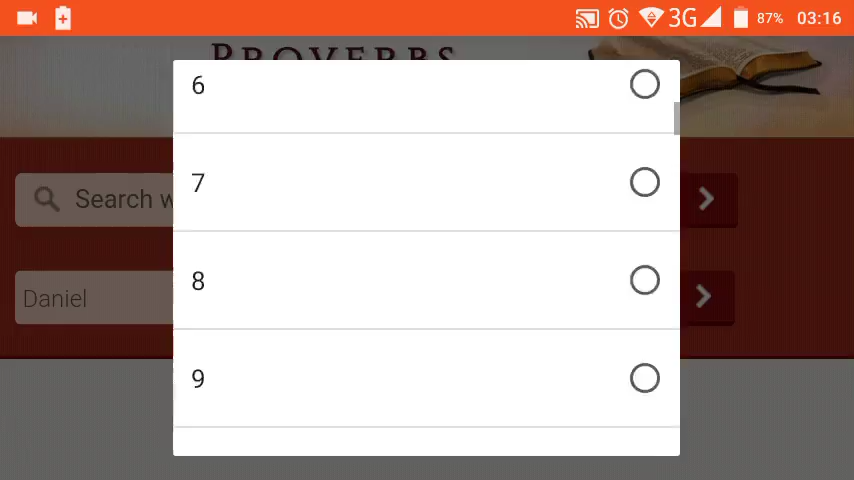 3G 87% 03:16
PROVERBS
6
7
Search w
8
Daniel
9